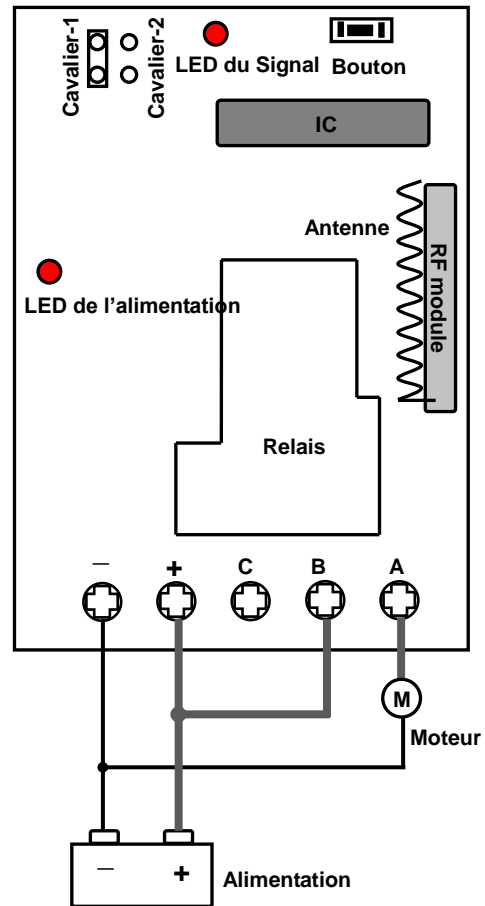 Cavalier-1
Cavalier-2
LED du Signal
Bouton
IC
Antenne
RF module
LED de l'alimentation
Relais
— + C B A
M
Moteur
— +
Alimentation